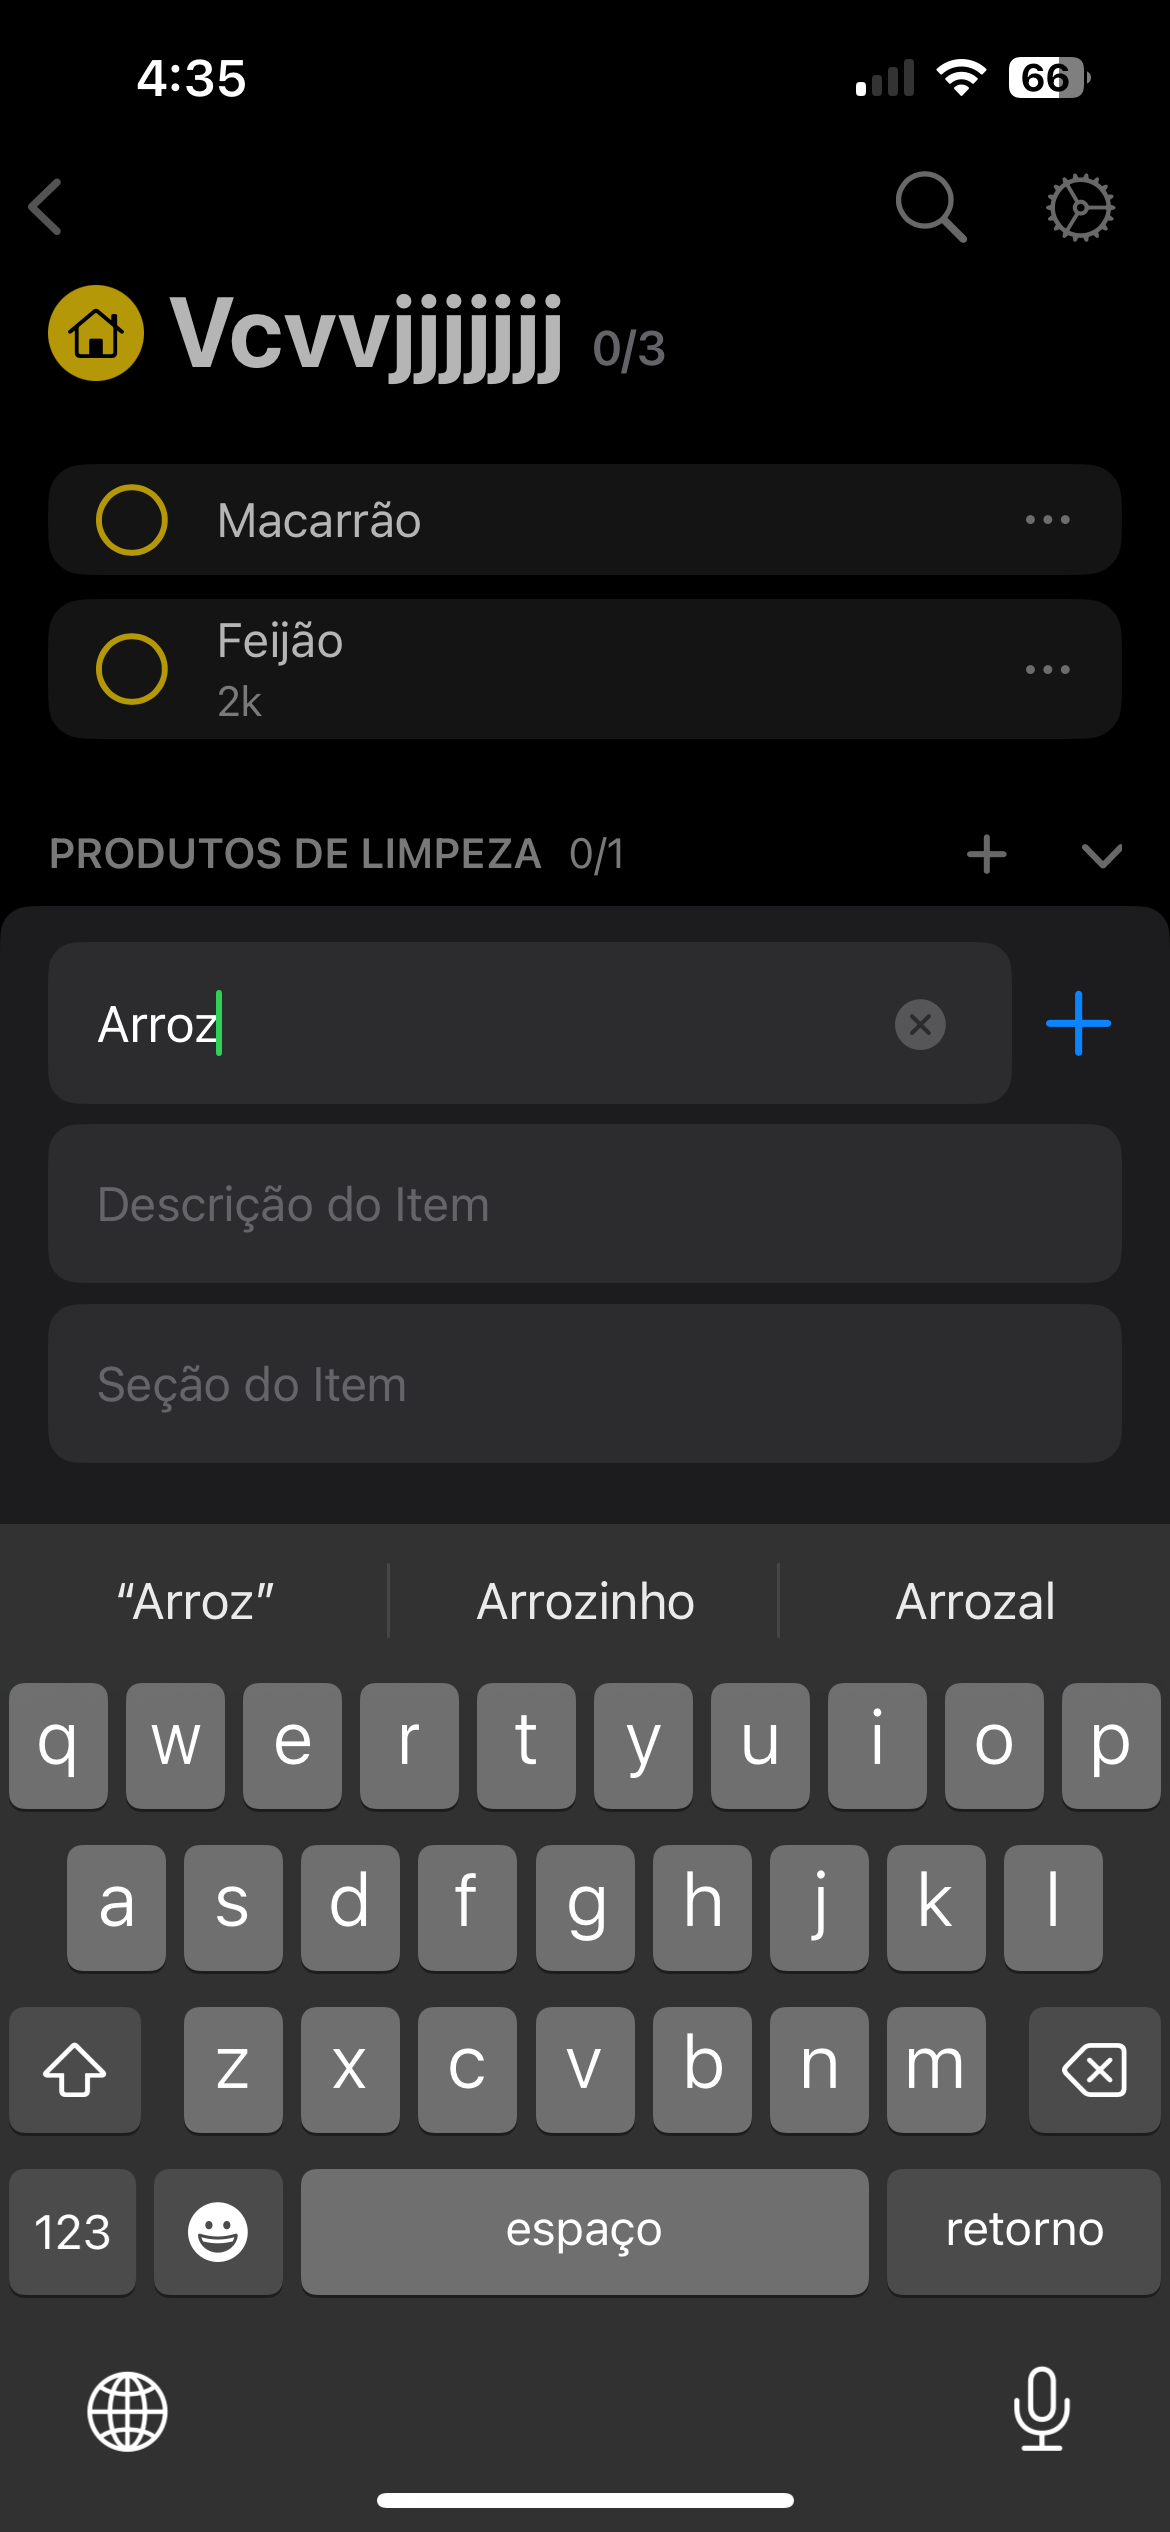 4:35
66
Vcvvjjjjjjj 0/3
Macarrão
Feijão
2k
PRODUTOS DE LIMPEZA 0/1
Arroz
Descrição do Item
Seção do Item
“Arroz” Arrozinho Arrozal
q w e r t y u i o p
a s d f g h j k l
z x c v b n m
123 espaço retorno